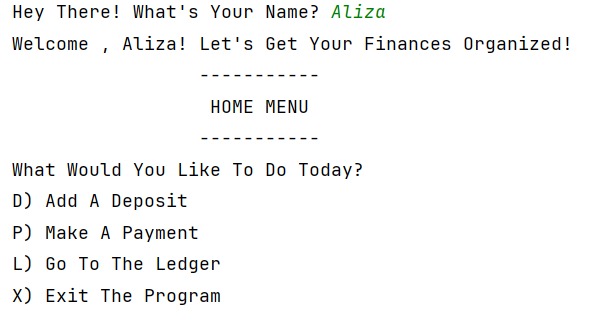 Hey There! What's Your Name? Aliza
Welcome , Aliza! Let's Get Your Finances Organized!
-----------
HOME MENU
-----------
What Would You Like To Do Today?
D) Add A Deposit
P) Make A Payment
L) Go To The Ledger
X) Exit The Program